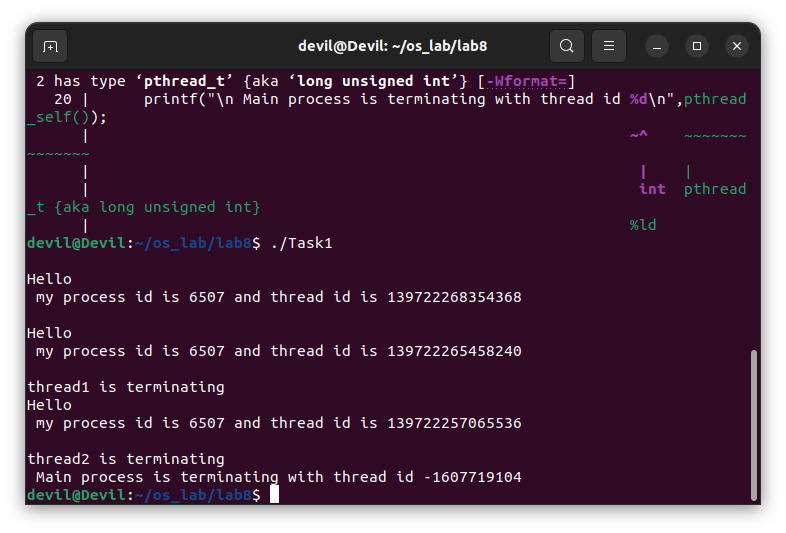 devil@Devil: ~/os_lab/lab8
 2 has type ‘pthread_t’ {aka ‘long unsigned int’} [-Wformat=]
   20 |      printf("\n Main process is terminating with thread id %d\n",pthread
_self());
      |                                                            ~^    ~~~~~~~
~~~~~~~
      |                                                             |    |
      |                                                             int  pthread
_t {aka long unsigned int}
      |                                                            %ld
devil@Devil:~/os_lab/lab8$ ./Task1
Hello
 my process id is 6507 and thread id is 139722268354368
Hello
 my process id is 6507 and thread id is 139722265458240
thread1 is terminating
Hello
 my process id is 6507 and thread id is 139722257065536
thread2 is terminating
 Main process is terminating with thread id -1607719104
devil@Devil:~/os_lab/lab8$